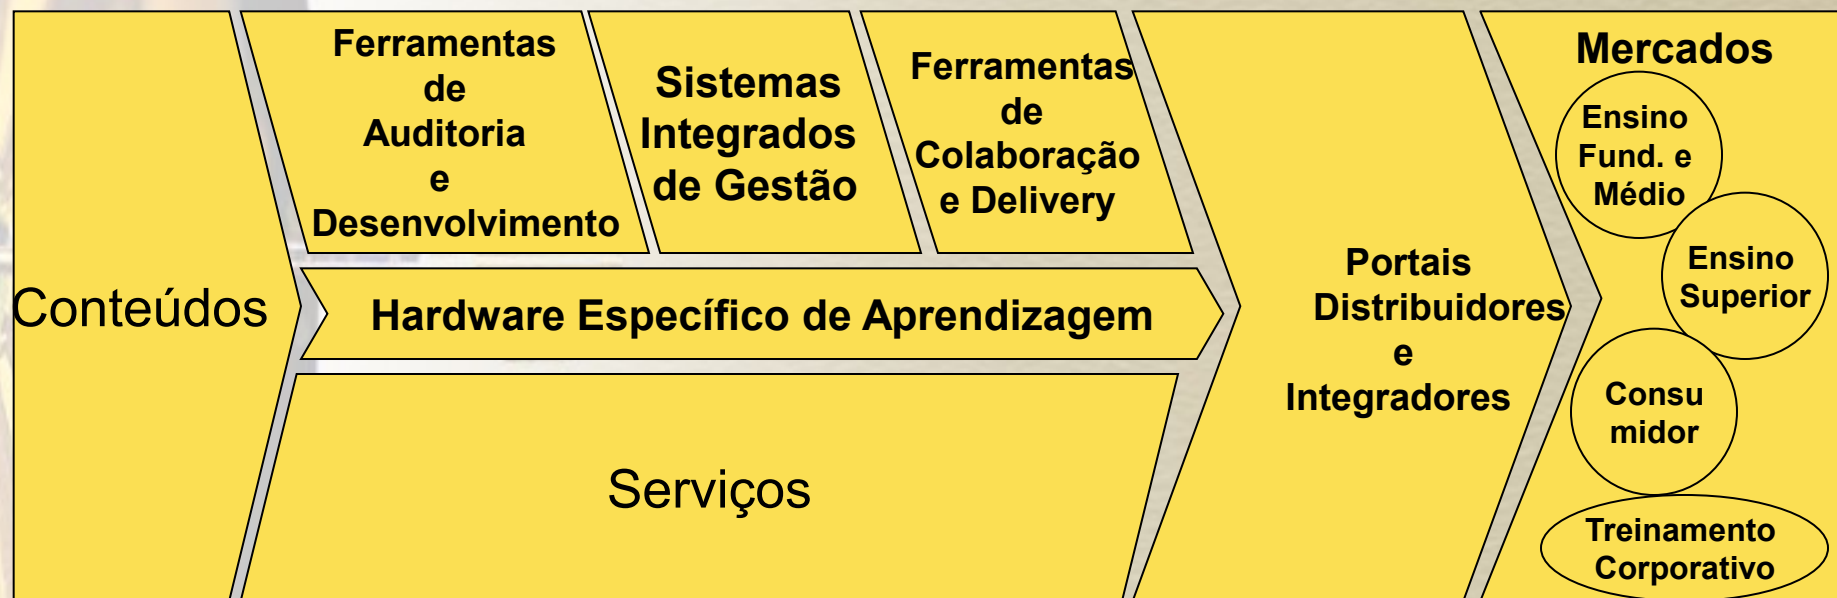 Conteúdos
Ferramentas
de
Auditoria
e
Desenvolvimento
Sistemas
Integrados
de Gestão
Ferramentas
de
Colaboração
e Delivery
Hardware Específico de Aprendizagem
Serviços
Portais
Distribuidores
e
Integradores
Mercados
Ensino
Fund. e
Médio
Ensino
Superior
Consu
midor
Treinamento
Corporativo